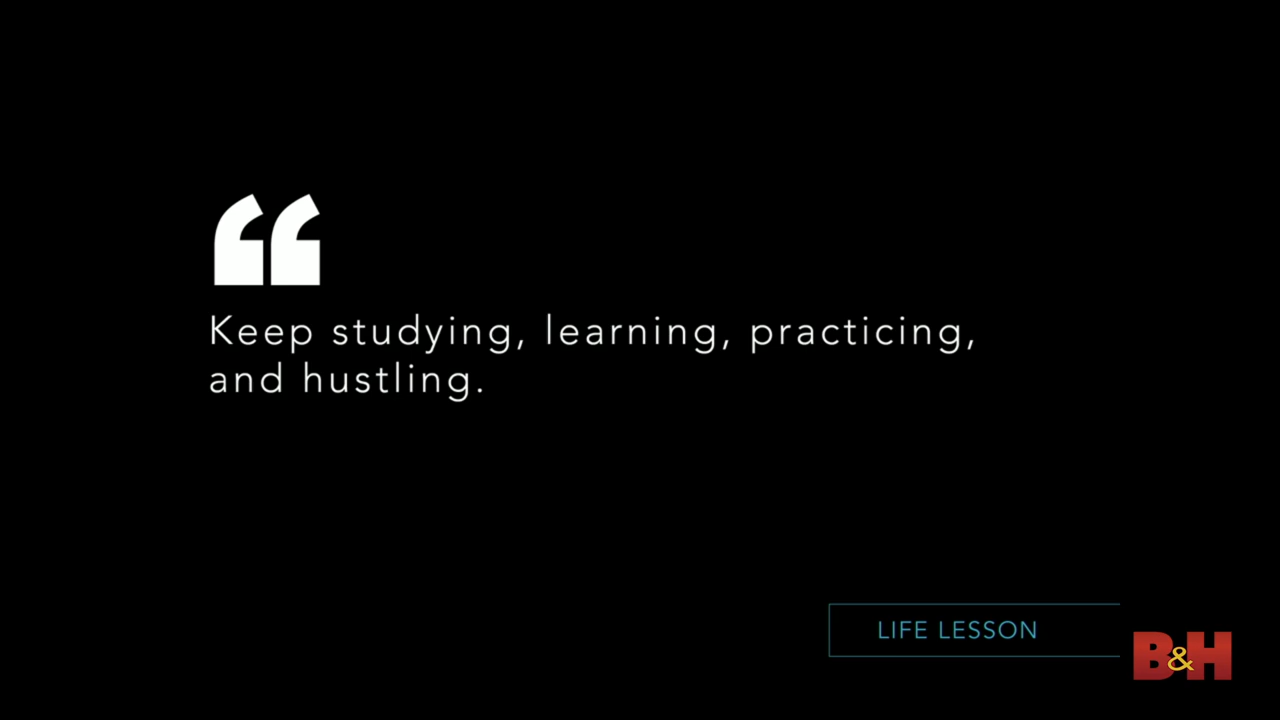 “
Keep studying, learning, practicing,
and hustling.
LIFE LESSON
B&H